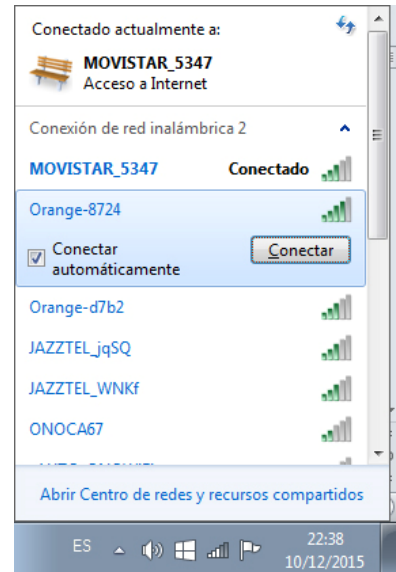 Conectado actualmente a:
MOVISTAR_5347
Acceso a Internet
Conexión de red inalámbrica 2
MOVISTAR_5347 Conectado
Orange-8724
Conectar automáticamente
Conectar
Orange-d7b2
JAZZTEL_jqSQ
JAZZTEL_WNKf
ONOCA67
Abrir Centro de redes y recursos compartidos
ES
22:38
10/12/2015